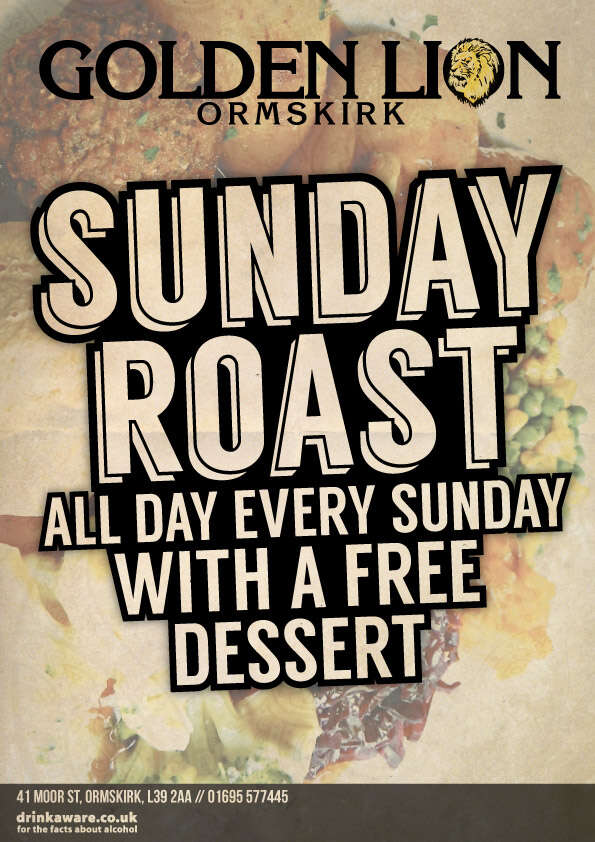 GOLDEN LION
ORMSKIRK
SUNDAY
ROAST
ALL DAY EVERY SUNDAY
WITH A FREE
DESSERT
41 MOOR ST, ORMSKIRK, L39 2AA // 01695 577445
drinkaware.co.uk
for the facts about alcohol